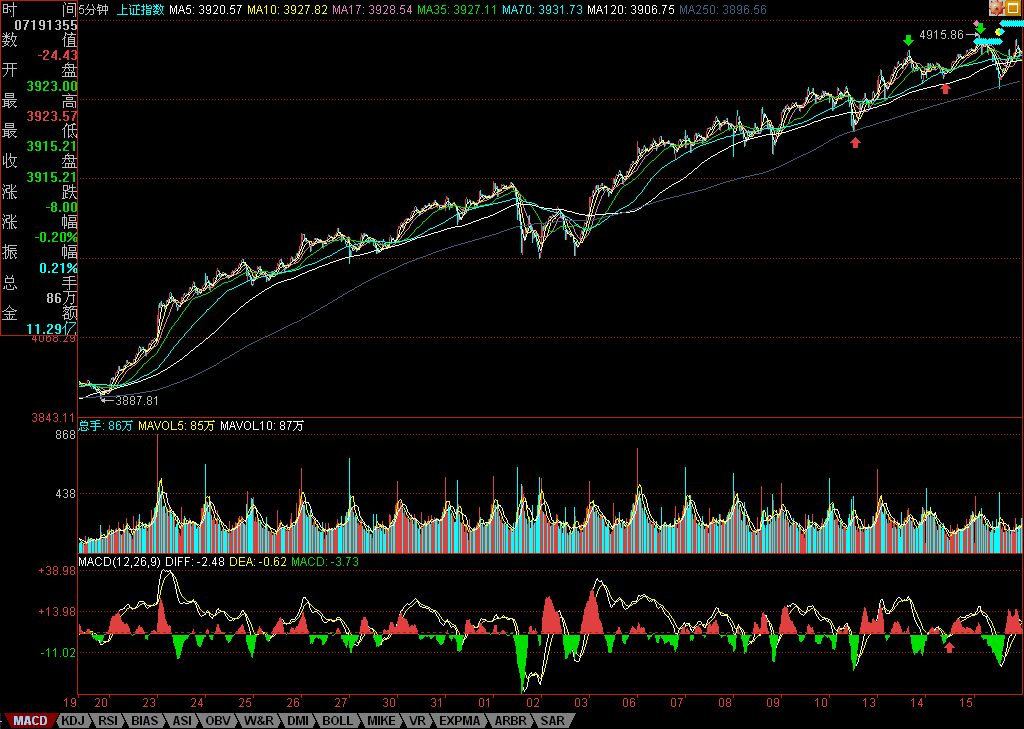 5分钟 上证指数 MA5: 3920.57 MA10: 3927.82 MA17: 3928.54 MA35: 3927.11 MA70: 3931.73 MA120: 3906.75 MA250: 3896.56
时 间
07191355
数 值
-24.43
开 盘
3923.00
最 高
3923.57
最 低
3915.21
收 盘
3915.21
涨 跌
-8.00
涨 幅
-0.20%
振 幅
0.21%
总 手
86万
金 额
11.29亿
4915.86
4068.29
3887.81
3843.11
总手: 86万 MAVOL5: 85万 MAVOL10: 87万
868
438
MACD(12,26,9) DIFF: -2.48 DEA: -0.62 MACD: -3.73
+38.98
+13.98
-11.02
19 20 23 24 25 26 27 30 31 01 02 03 06 07 08 09 10 13 14 15
MACD KDJ RSI BIAS ASI OBV W&R DMI BOLL MIKE VR EXPMA ARBR SAR